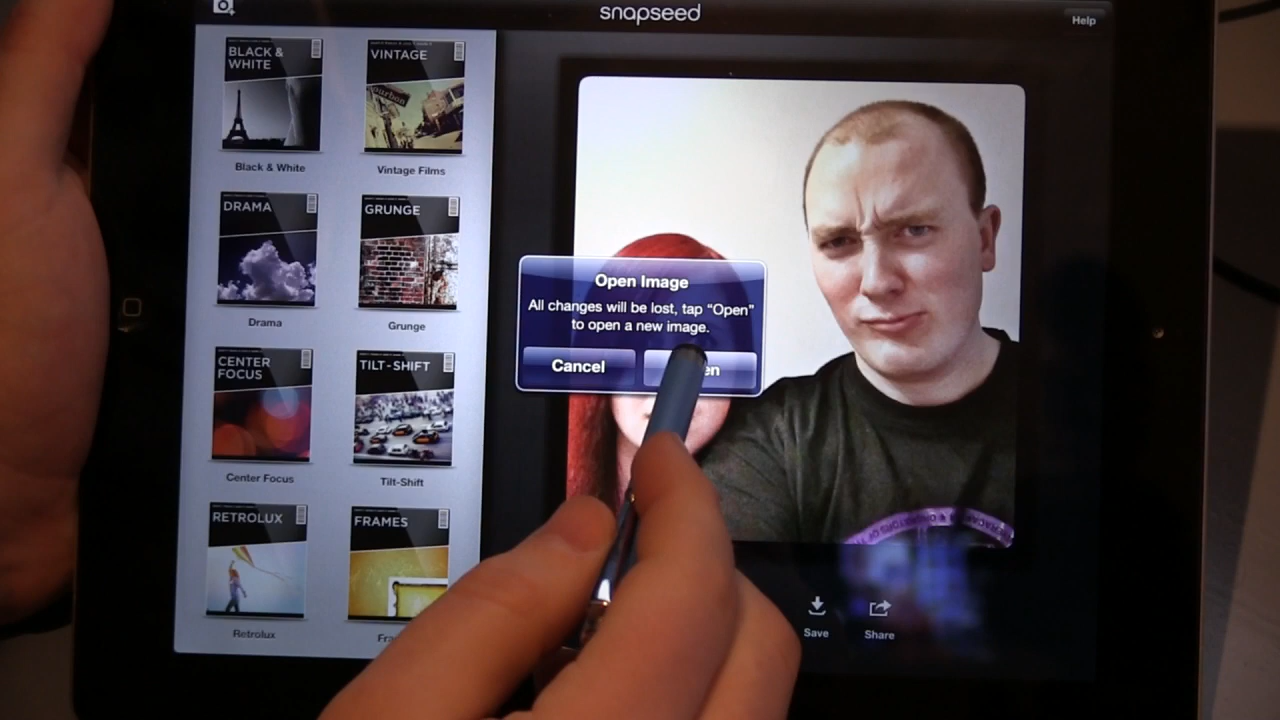 snapseed
Help
BLACK &
WHITE
VINTAGE
Black & White
Vintage Films
DRAMA
GRUNGE
Drama
Grunge
CENTER
FOCUS
TILT-SHIFT
Center Focus
Tilt-Shift
RETROLUX
FRAMES
Retrolux
Fra
Open Image
All changes will be lost, tap “Open”
to open a new image.
Cancel
en
Save
Share